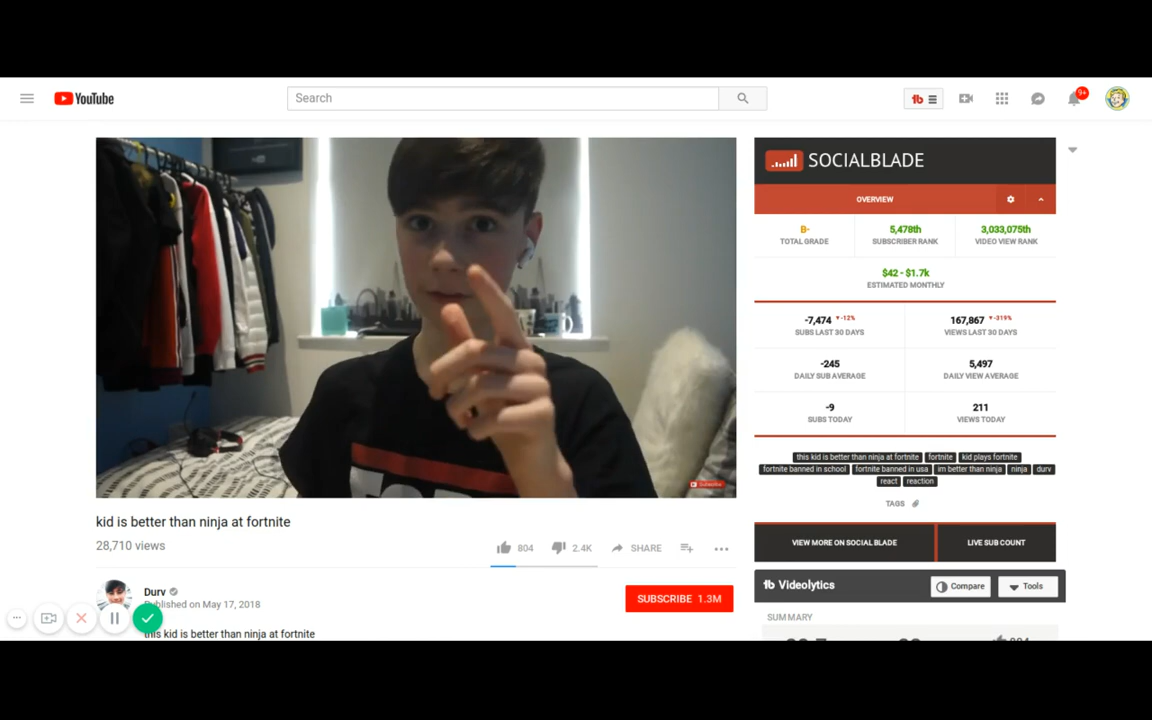 YouTube
Search
9+
SOCIALBLADE
OVERVIEW
B-
TOTAL GRADE
5,478th
SUBSCRIBER RANK
3,033,075th
VIDEO VIEW RANK
$42 - $1.7k
ESTIMATED MONTHLY
-7,474 -12%
SUBS LAST 30 DAYS
167,867 -319%
VIEWS LAST 30 DAYS
-245
DAILY SUB AVERAGE
5,497
DAILY VIEW AVERAGE
-9
SUBS TODAY
211
VIEWS TODAY
this kid is better than ninja at fortnite fortnite kid plays fortnite
fortnite banned in school fortnite banned in usa im better than ninja ninja durv
react reaction
TAGS
VIEW MORE ON SOCIAL BLADE
LIVE SUB COUNT
Subscribe
kid is better than ninja at fortnite
28,710 views
804 2.4K SHARE
Durv
Published on May 17, 2018
SUBSCRIBE 1.3M
this kid is better than ninja at fortnite
tb Videolytics
Compare
Tools
SUMMARY